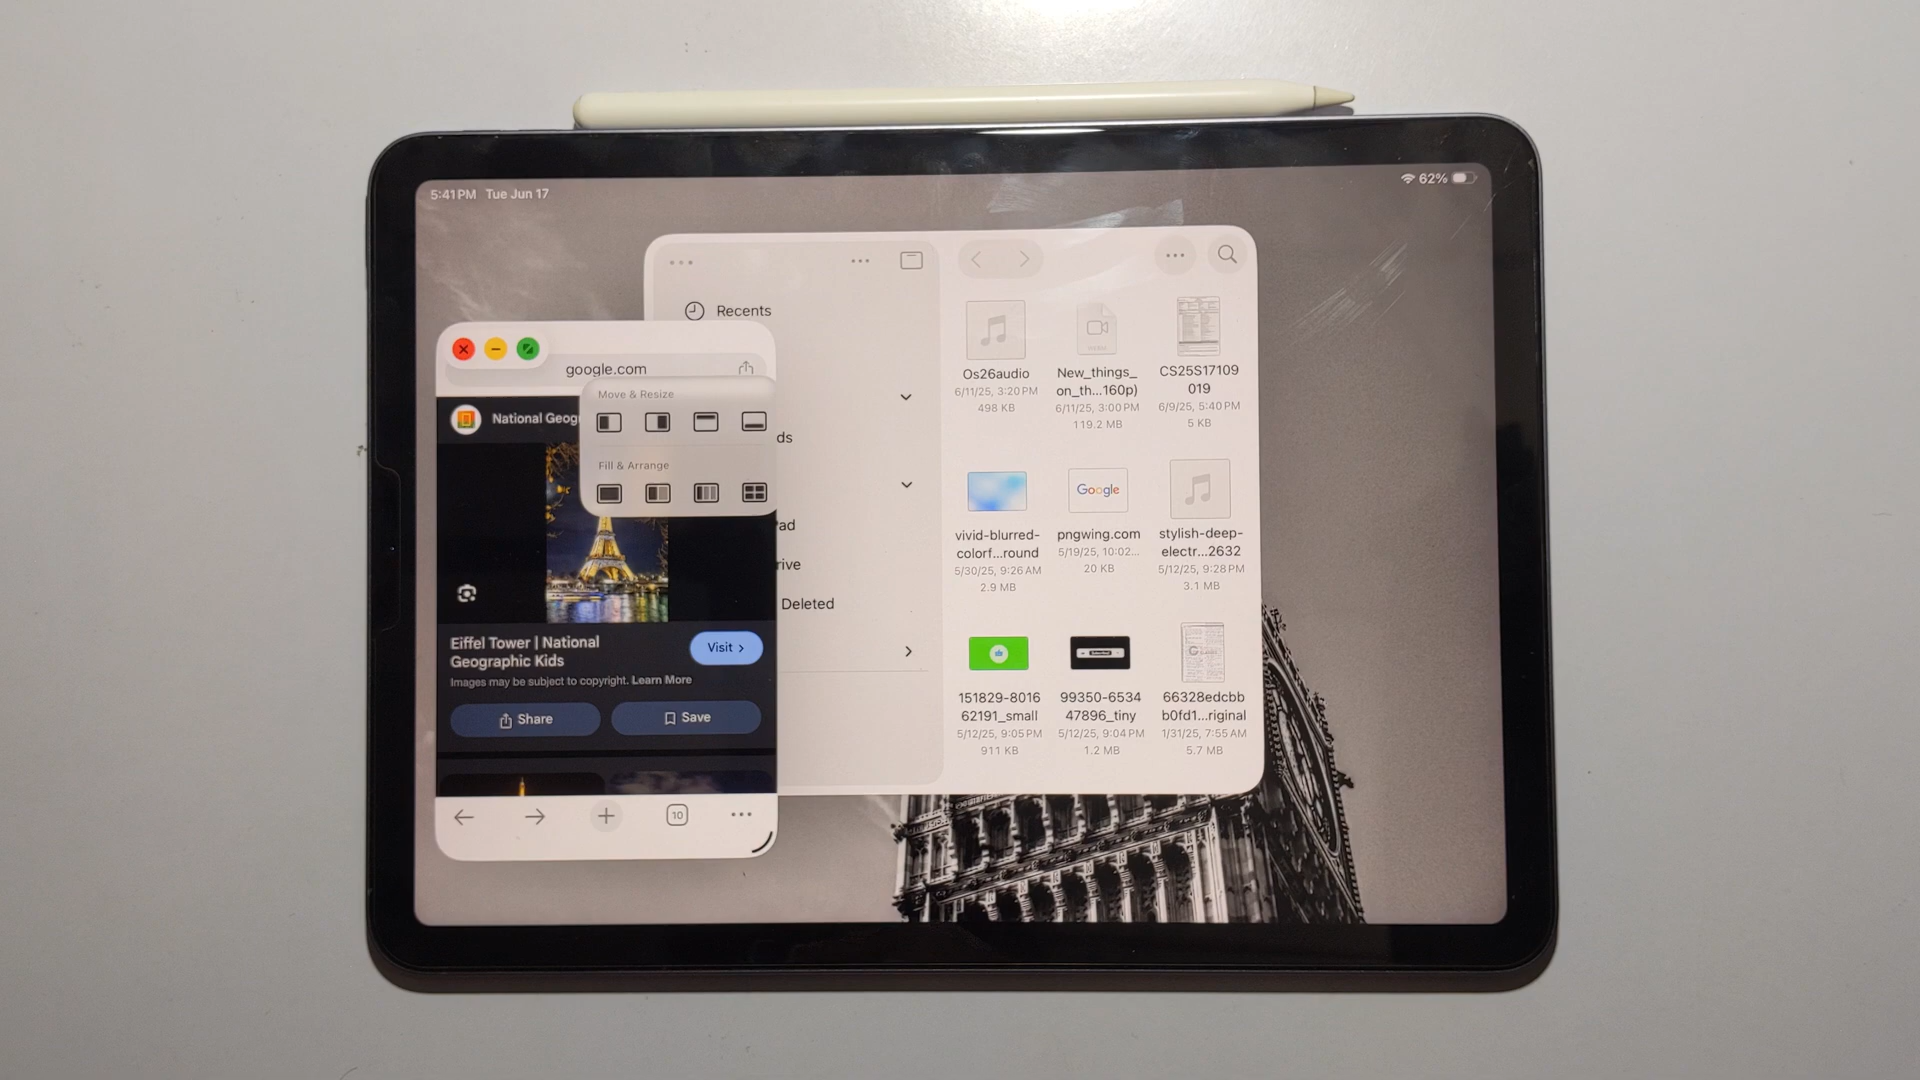 5:41 PM Tue Jun 17
62%
Recents
ds
ad
rive
Deleted
google.com
Move & Resize
Fill & Arrange
National Geog
Eiffel Tower | National
Geographic Kids
Images may be subject to copyright. Learn More
Visit >
Share
Save
10
Os26audio
6/11/25, 3:20 PM
498 KB
New_things_
on_th...160p)
6/11/25, 3:00 PM
119.2 MB
CS25S17109
019
6/9/25, 5:40 PM
5 KB
vivid-blurred-
colorf...round
5/30/25, 9:26 AM
2.9 MB
Google
pngwing.com
5/19/25, 10:02...
20 KB
stylish-deep-
electr...2632
5/12/25, 9:28 PM
3.1 MB
151829-8016
62191_small
5/12/25, 9:05 PM
911 KB
99350-6534
47896_tiny
5/12/25, 9:04 PM
1.2 MB
66328edcbb
b0fd1...riginal
1/31/25, 7:55 AM
5.7 MB